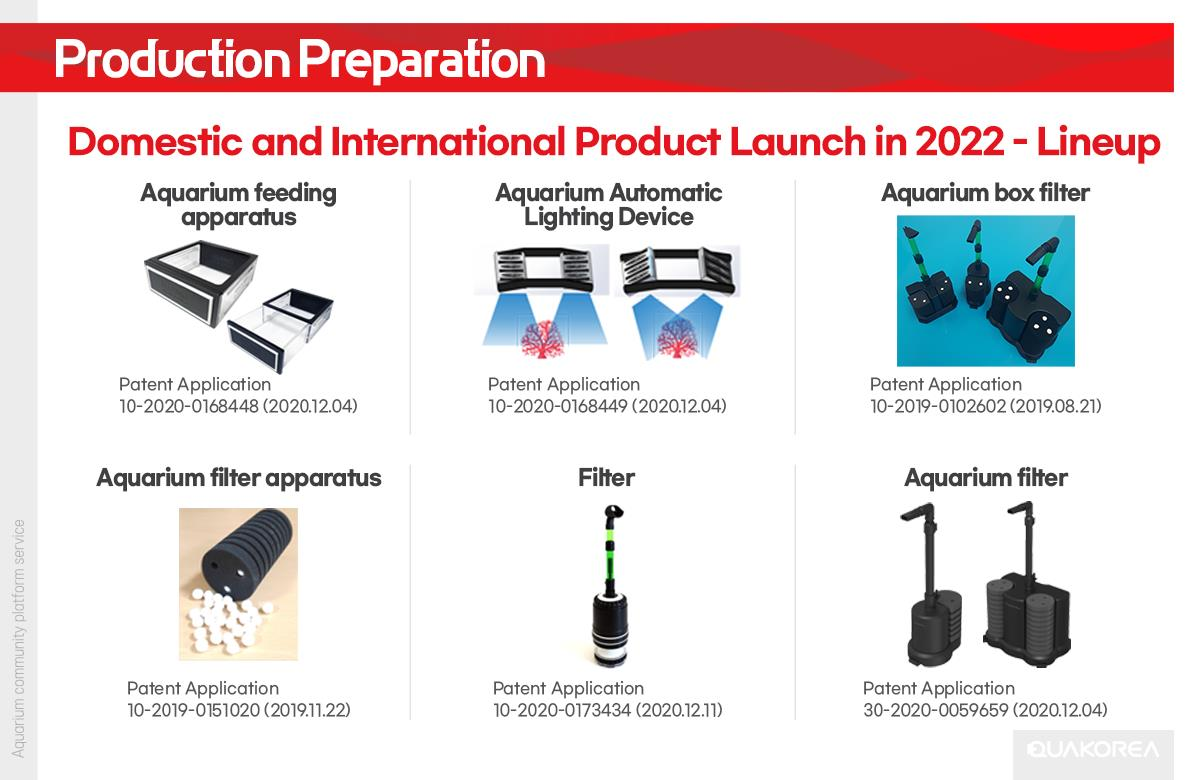 Production Preparation
Domestic and International Product Launch in 2022 - Lineup
Aquarium feeding
apparatus
Patent Application
10-2020-0168448 (2020.12.04)
Aquarium Automatic
Lighting Device
Patent Application
10-2020-0168449 (2020.12.04)
Aquarium box filter
Patent Application
10-2019-0102602 (2019.08.21)
Aquarium filter apparatus
Patent Application
10-2019-0151020 (2019.11.22)
Filter
Patent Application
10-2020-0173434 (2020.12.11)
Aquarium filter
Patent Application
30-2020-0059659 (2020.12.04)
Aquarium community platform service
QUAKOREA